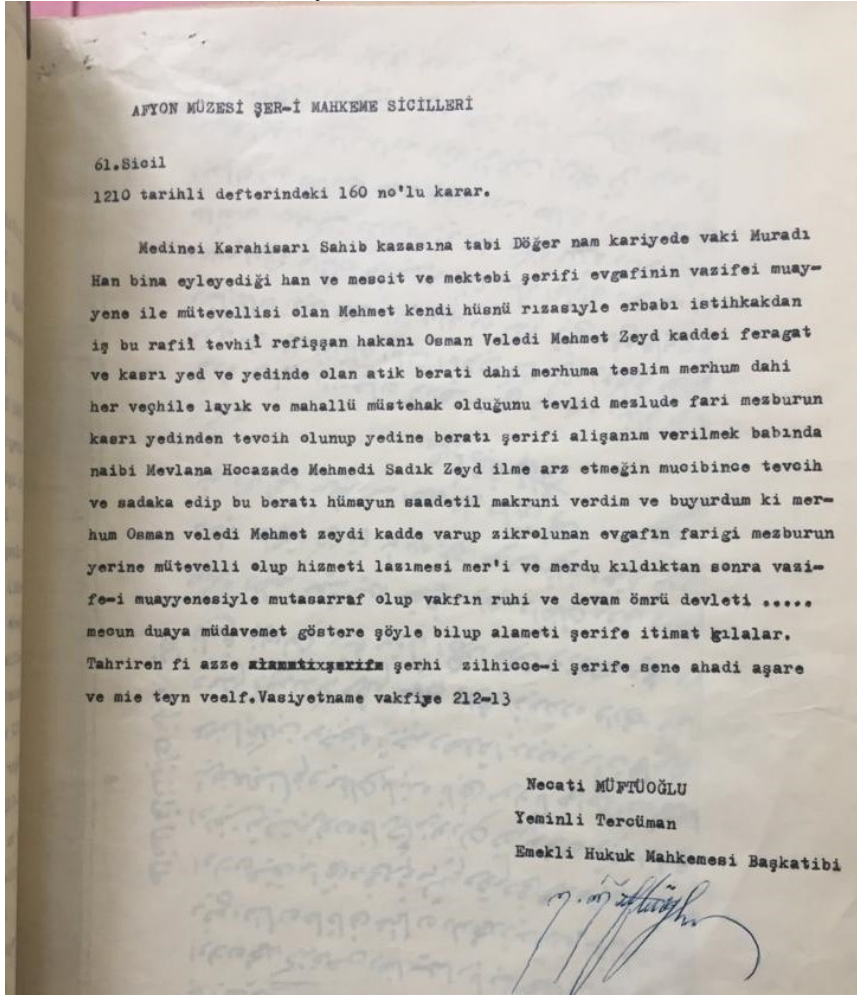 AFYON MÜZESİ ŞER-İ MAHKEME SİCİLLERİ
61.Sicil
1210 tarihli defterindeki 160 no'lu karar.
Medinei Karahisarı Sahib kazasına tabi Döğer nam kariyede vaki Muradı
Han bina eyleyediği han ve mescit ve mektebi şerifi evgafinin vazifei muay-
yene ile mütevellisi olan Mehmet kendi hüsnü rızasıyle erbabı istihkakdan
iş bu rafil tevhil refişşan hakanı Osman Veledi Mehmet Zeyd kaddei feragat
ve kasrı yed ve yedinde olan atik berati dahi merhuma teslim merhum dahi
her veçhile layık ve mahallü müstehak olduğunu tevlid mezlude fari mezburun
kasrı yedinden tevcih olunup yedine beratı şerifi alişanım verilmek babında
naibi Mevlana Hocazade Mehmedi Sadık Zeyd ilme arz etmeğin mucibince tevcih
ve sadaka edip bu beratı hümayun saadetil makruni verdim ve buyurdum ki mer-
hum Osman veledi Mehmet zeydi kadde varup zikrolunan evgafın farigi mezburun
yerine mütevelli olup hizmeti lazımesi mer'i ve merdu kıldıktan sonra vazi-
fe-i muayyenesiyle mutasarraf olup vakfın ruhi ve devam ömrü devleti .....
mecun duaya müdavemet göstere şöyle bilup alameti şerife itimat kılalar.
Tahriren fi azze şerhi zilhicce-i şerife sene ahadi aşare
ve mie teyn veelf.Vasiyetname vakfiye 212-13
Necati MÜFTÜOĞLU
Yeminli Tercüman
Emekli Hukuk Mahkemesi Başkatibi